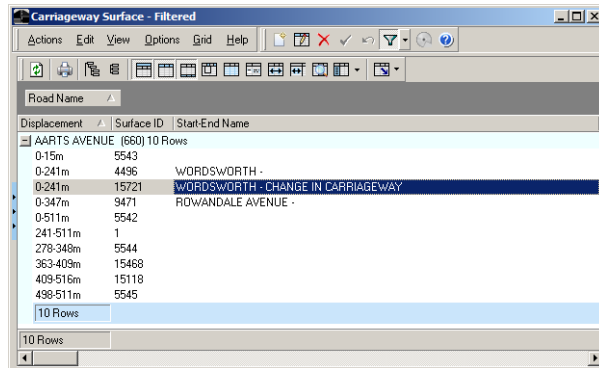 Carriageway Surface - Filtered
Actions Edit View Options Grid Help
Road Name
Displacement Surface ID Start-End Name
AARTS AVENUE (660) 10 Rows
0-15m 5543
0-241m 4496 WORDSWORTH -
0-241m 15721 WORDSWORTH - CHANGE IN CARRIAGEWAY
0-347m 9471 ROWANDALE AVENUE -
0-511m 5542
241-511m 1
278-348m 5544
363-409m 15468
409-516m 15118
498-511m 5545
10 Rows
10 Rows